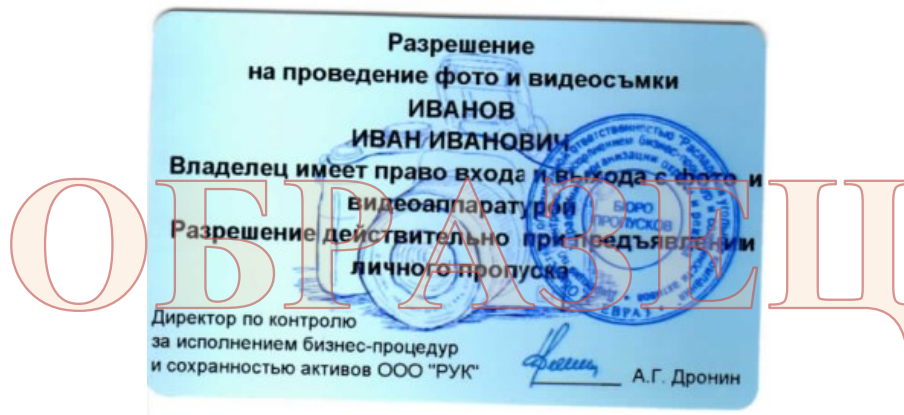 Разрешение
на проведение фото и видеосъмки
ИВАНОВ
ИВАН ИВАНОВИЧ
Владелец имеет право входа и выхода с фото и
видеоаппаратурой
Разрешение действительно при предъявлении
личного пропуска
Директор по контролю
за исполнением бизнес-процедур
и сохранностью активов ООО "РУК"
А.Г. Дронин
БЮРО
ПРОПУСКОВ
ОБРАЗЕЦ